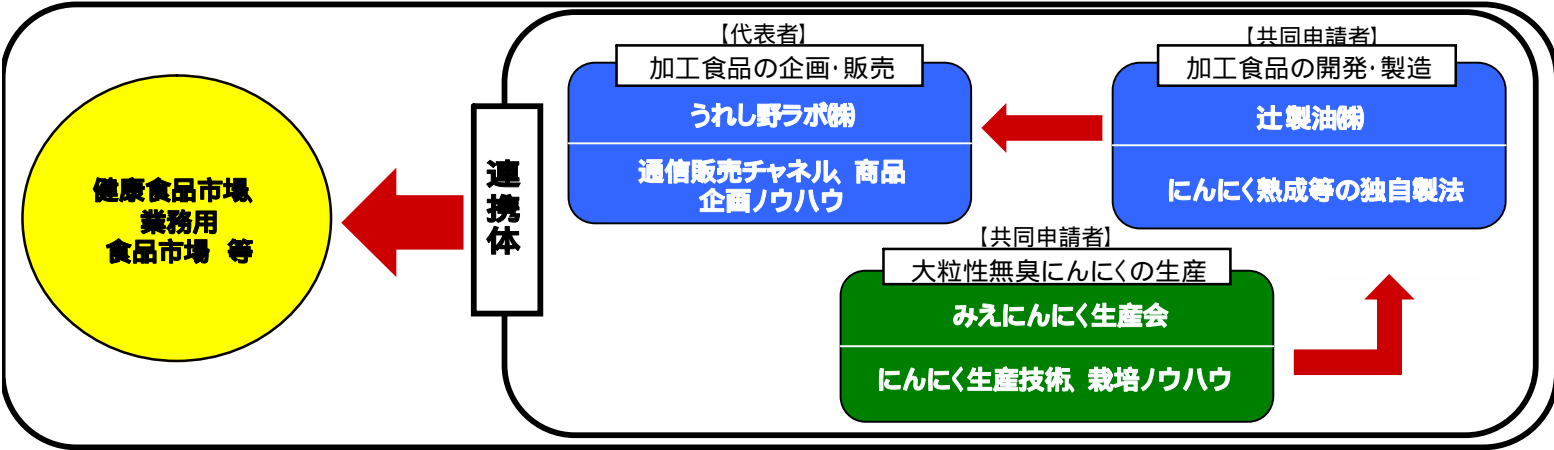 【代表者】
加工食品の企画・販売
うれし野ラボ㈱
通信販売チャネル、商品
企画ノウハウ
【共同申請者】
加工食品の開発・製造
辻製油㈱
にんにく熟成等の独自製法
【共同申請者】
大粒性無臭にんにくの生産
みえにんにく生産会
にんにく生産技術、栽培ノウハウ
連携体
健康食品市場、
業務用
食品市場 等